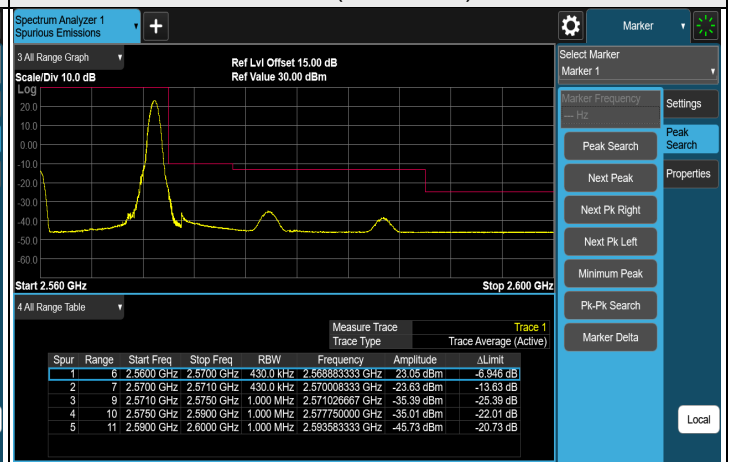 Spectrum Analyzer 1
Spurious Emissions
+
Marker
3 All Range Graph
Ref Lvl Offset 15.00 dB
Scale/Div 10.0 dB
Ref Value 30.00 dBm
Log
20.0
10.0
0.00
-10.0
-20.0
-30.0
-40.0
-50.0
-60.0
Start 2.560 GHz
Stop 2.600 GHz
Select Marker
Marker 1
Marker Frequency
--- Hz
Settings
Peak Search
Peak
Search
Next Peak
Properties
Next Pk Right
Next Pk Left
Minimum Peak
Pk-Pk Search
Marker Delta
Local
4 All Range Table
Measure Trace Trace 1
Trace Type Trace Average (Active)
Spur Range Start Freq Stop Freq RBW Frequency Amplitude ΔLimit
1 6 2.5600 GHz 2.5700 GHz 430.0 kHz 2.568883333 GHz 23.05 dBm -6.946 dB
2 7 2.5700 GHz 2.5710 GHz 430.0 kHz 2.570008333 GHz -23.63 dBm -13.63 dB
3 9 2.5710 GHz 2.5750 GHz 1.000 MHz 2.571026667 GHz -35.39 dBm -25.39 dB
4 10 2.5750 GHz 2.5900 GHz 1.000 MHz 2.577750000 GHz -35.01 dBm -22.01 dB
5 11 2.5900 GHz 2.6000 GHz 1.000 MHz 2.593583333 GHz -45.73 dBm -20.73 dB